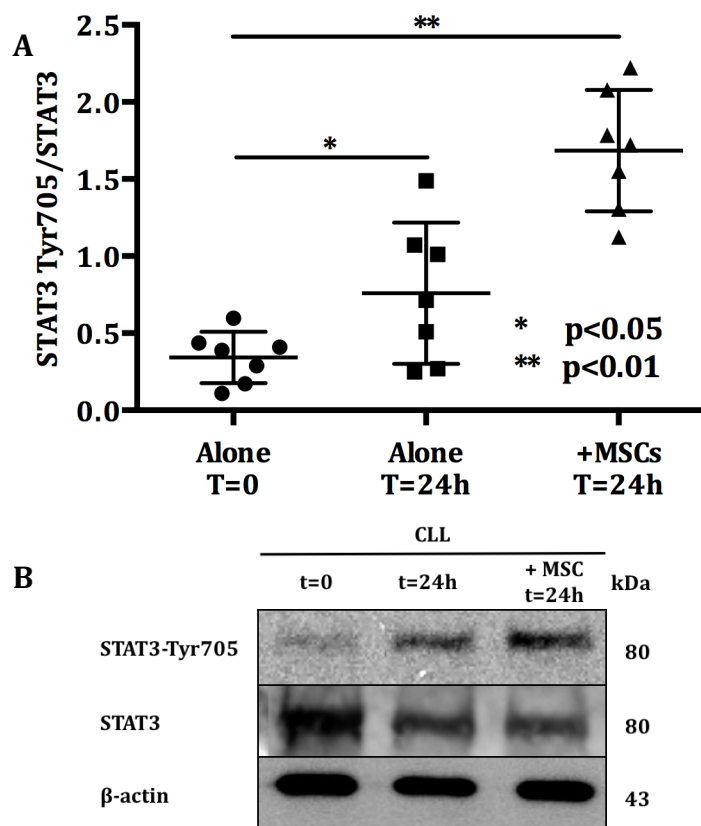 A
STAT3 Tyr705/STAT3
2.5
2.0
1.5
1.0
0.5
0.0
**
*
* p<0.05
** p<0.01
Alone Alone +MSCs
T=0 T=24h T=24h
B
CLL
t=0 t=24h + MSC t=24h kDa
STAT3-Tyr705 80
STAT3 80
β-actin 43